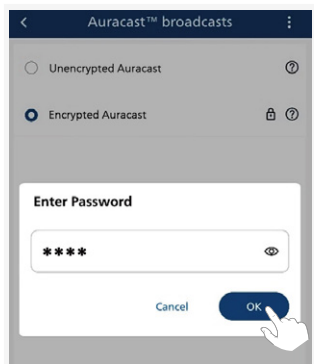 Auracast™ broadcasts
Unencrypted Auracast
Encrypted Auracast
Enter Password
****
Cancel OK